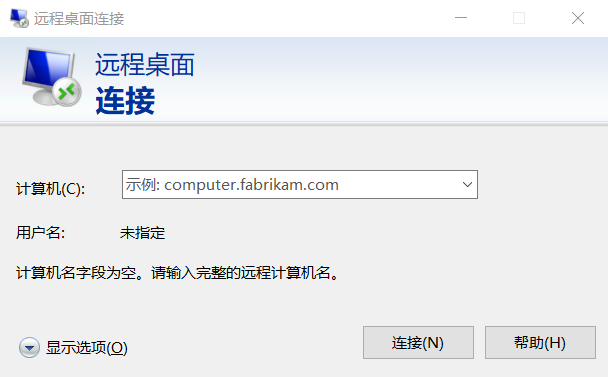 远程桌面连接
远程桌面
连接
计算机(C):
示例: computer.fabrikam.com
用户名:
未指定
计算机名字段为空。请输入完整的远程计算机名。
显示选项(O)
连接(N)
帮助(H)